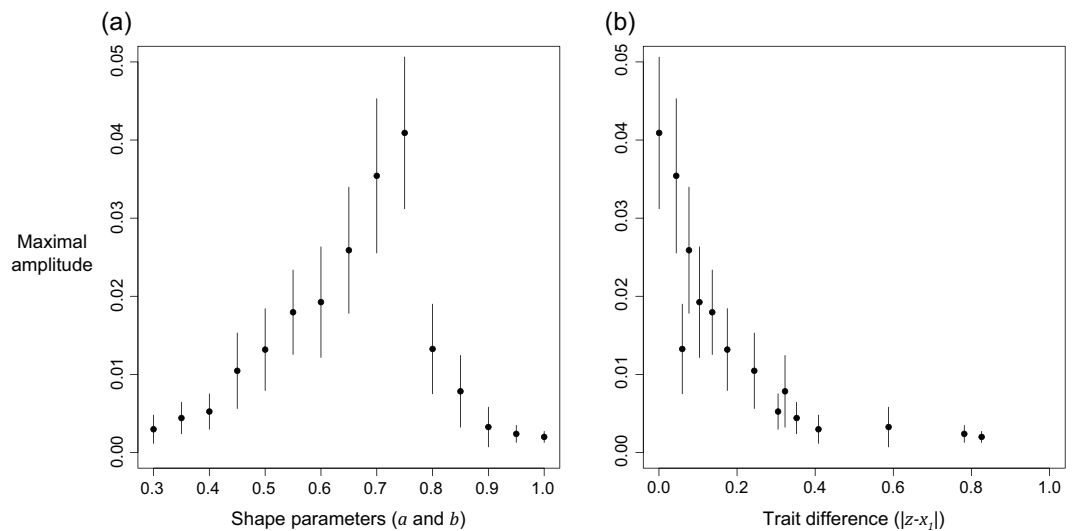 (a)
(b)
Maximal
amplitude
0.05
0.04
0.03
0.02
0.01
0.00
0.3 0.4 0.5 0.6 0.7 0.8 0.9 1.0
Shape parameters (a and b)
0.05
0.04
0.03
0.02
0.01
0.00
0.0 0.2 0.4 0.6 0.8 1.0
Trait difference (|z-x₁|)